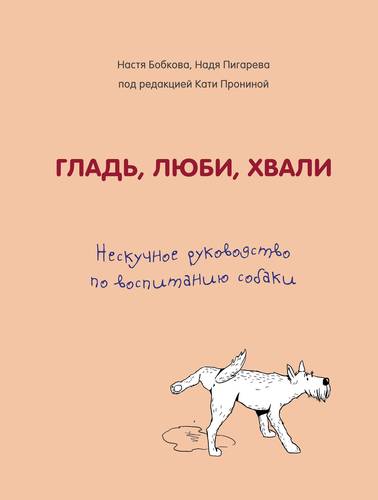 Настя Бобкова, Надя Пигарева
под редакцией Кати Прониной
ГЛАДЬ, ЛЮБИ, ХВАЛИ
Нескучное руководство
по воспитанию собаки